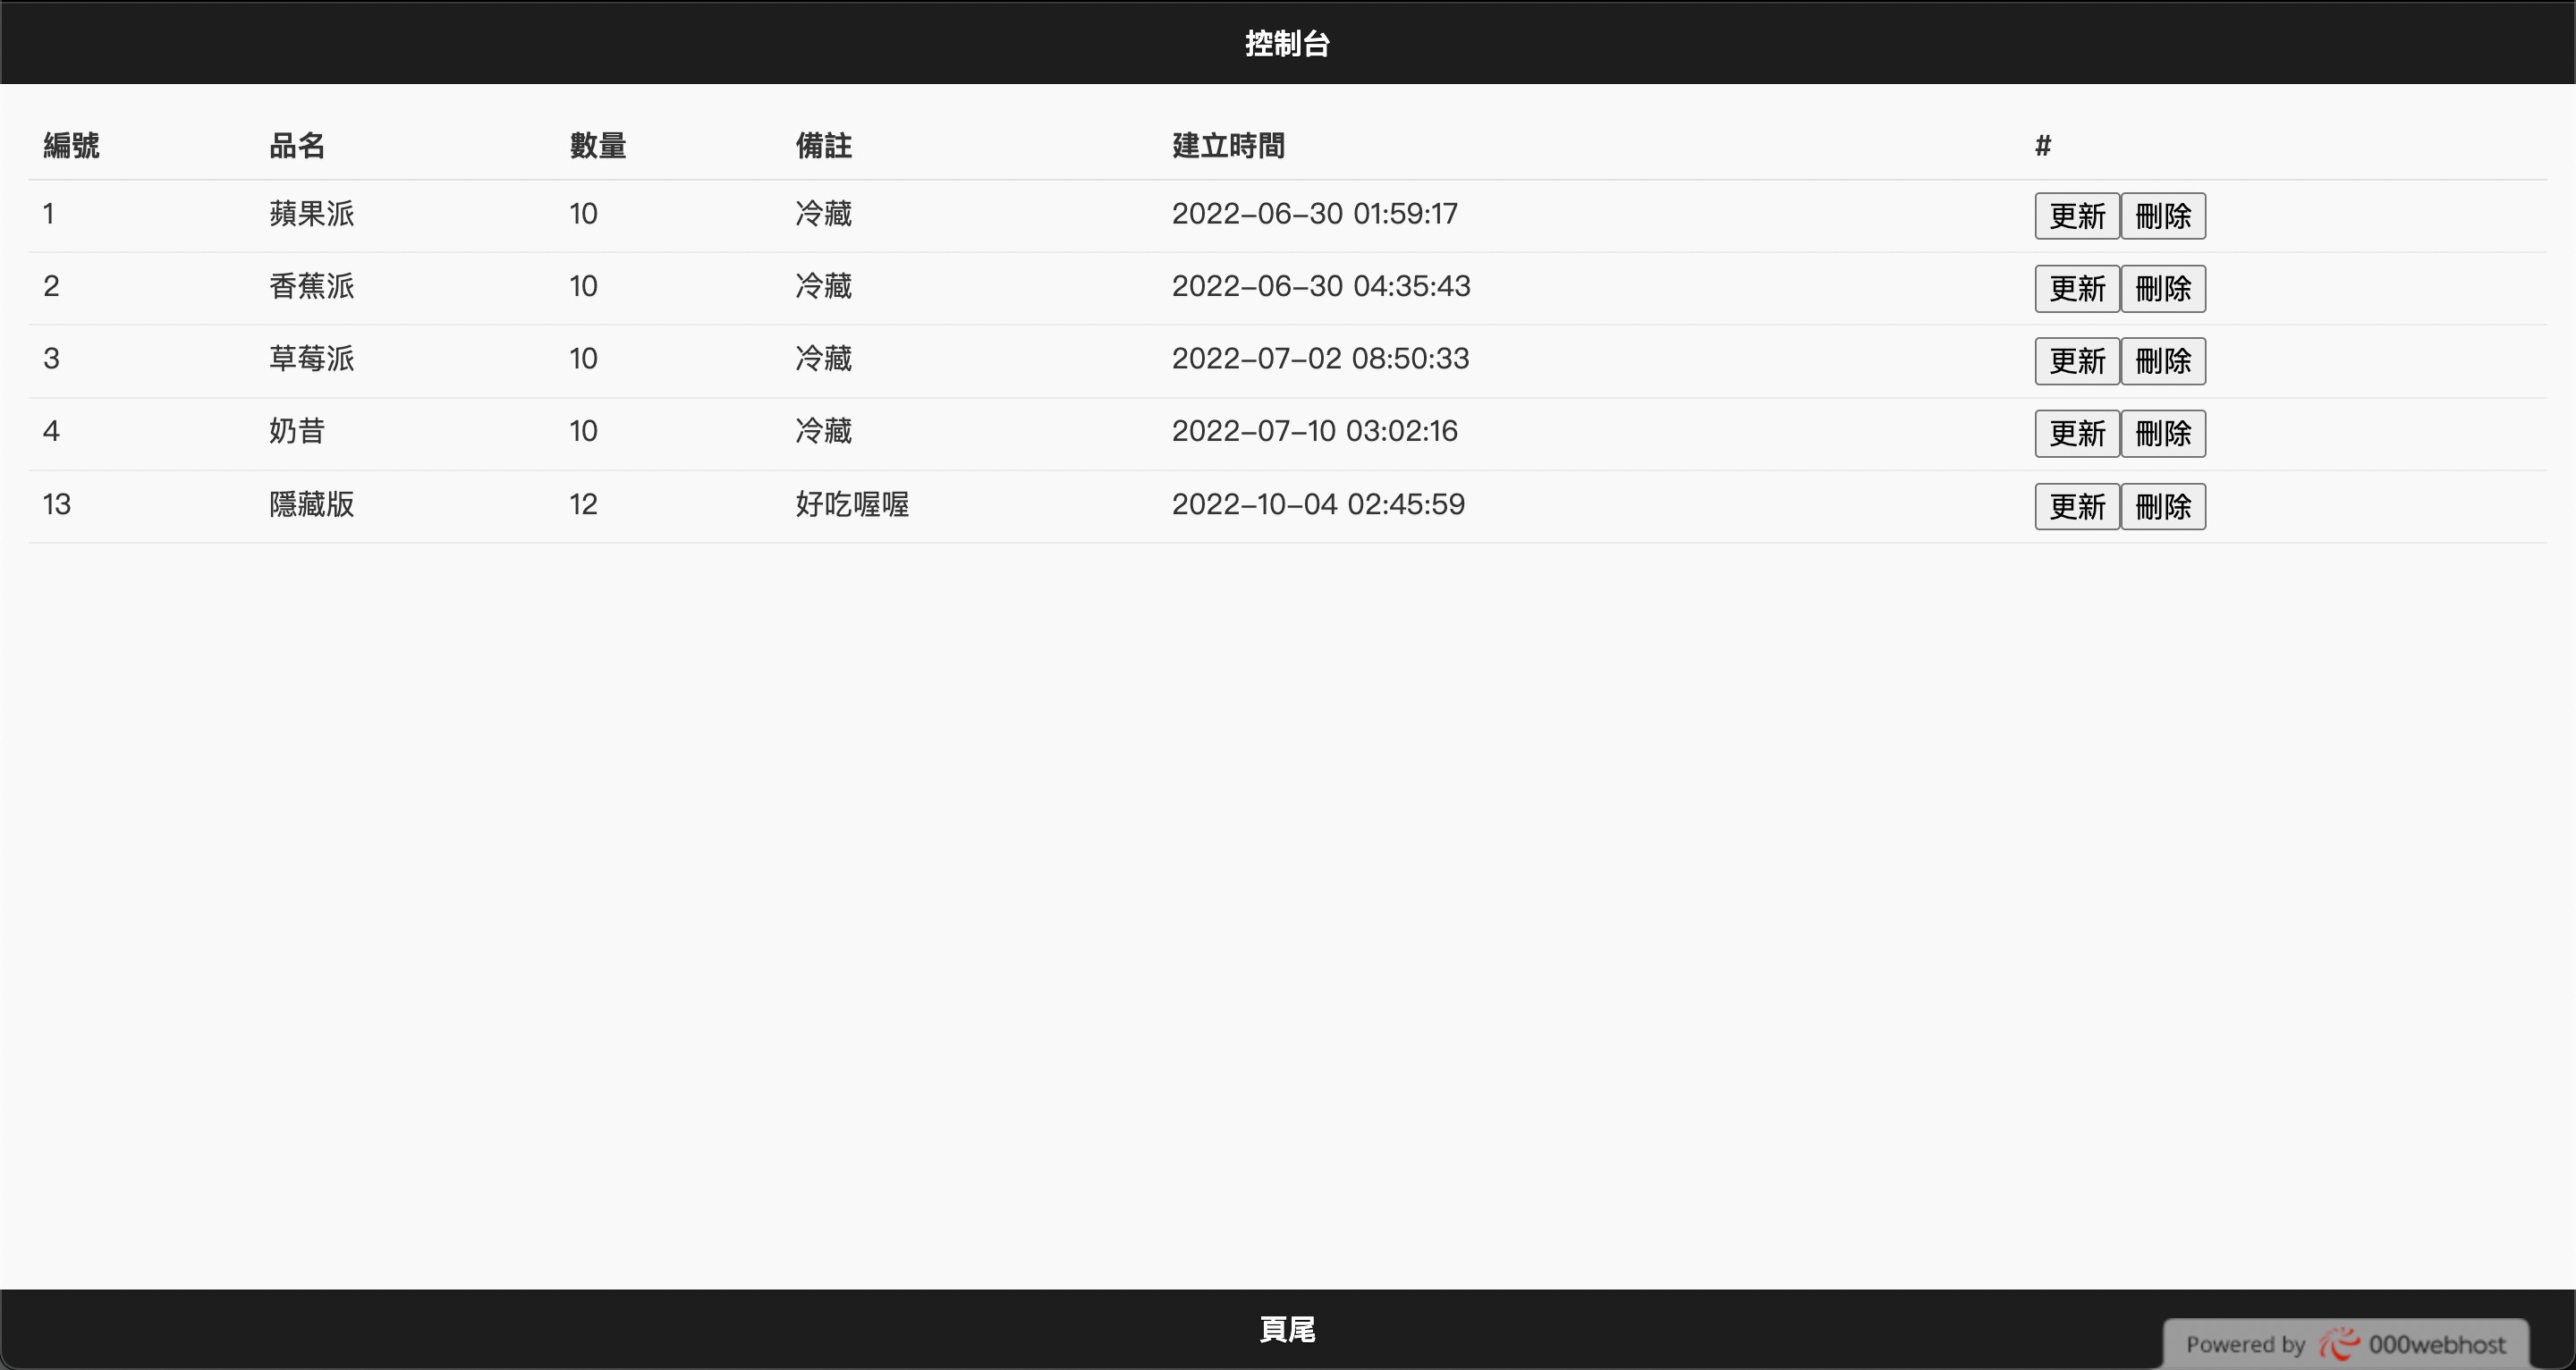 控制台
編號 品名 數量 備註 建立時間 #
1 蘋果派 10 冷藏 2022-06-30 01:59:17 更新 刪除
2 香蕉派 10 冷藏 2022-06-30 04:35:43 更新 刪除
3 草莓派 10 冷藏 2022-07-02 08:50:33 更新 刪除
4 奶昔 10 冷藏 2022-07-10 03:02:16 更新 刪除
13 隱藏版 12 好吃喔喔 2022-10-04 02:45:59 更新 刪除
頁尾
Powered by 000webhost